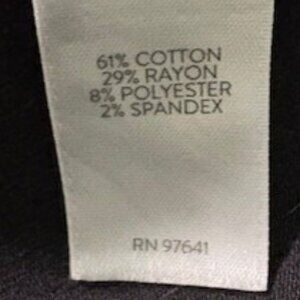 61% COTTON
29% RAYON
8% POLYESTER
2% SPANDEX
RN 97641